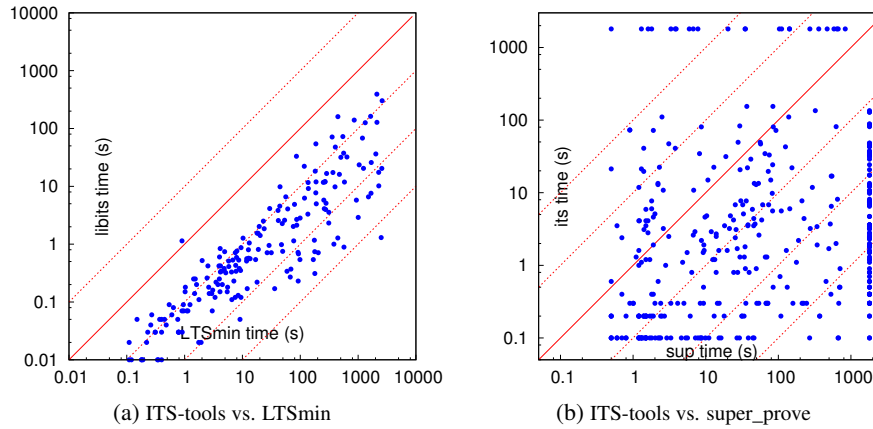 10000
1000
100
10
1
0.1
0.01
libits time (s)
LTSmin time (s)
0.01 0.1 1 10 100 1000 10000
(a) ITS-tools vs. LTSmin
1000
100
10
1
0.1
its time (s)
sup time (s)
0.1 1 10 100 1000
(b) ITS-tools vs. super_prove